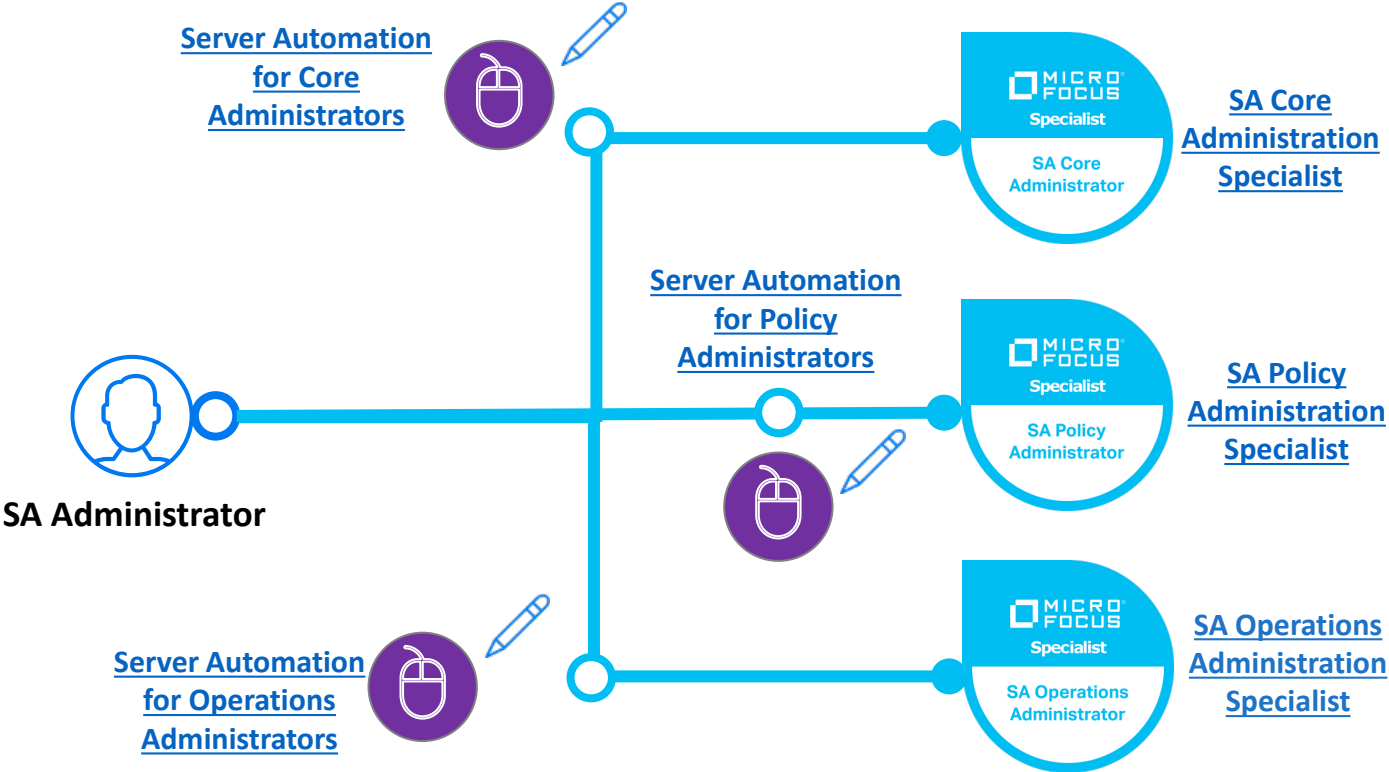 Server Automation
for Core
Administrators
MICRO
FOCUS
Specialist
SA Core
Administrator
SA Core
Administration
Specialist
Server Automation
for Policy
Administrators
MICRO
FOCUS
Specialist
SA Policy
Administrator
SA Policy
Administration
Specialist
SA Administrator
Server Automation
for Operations
Administrators
MICRO
FOCUS
Specialist
SA Operations
Administrator
SA Operations
Administration
Specialist